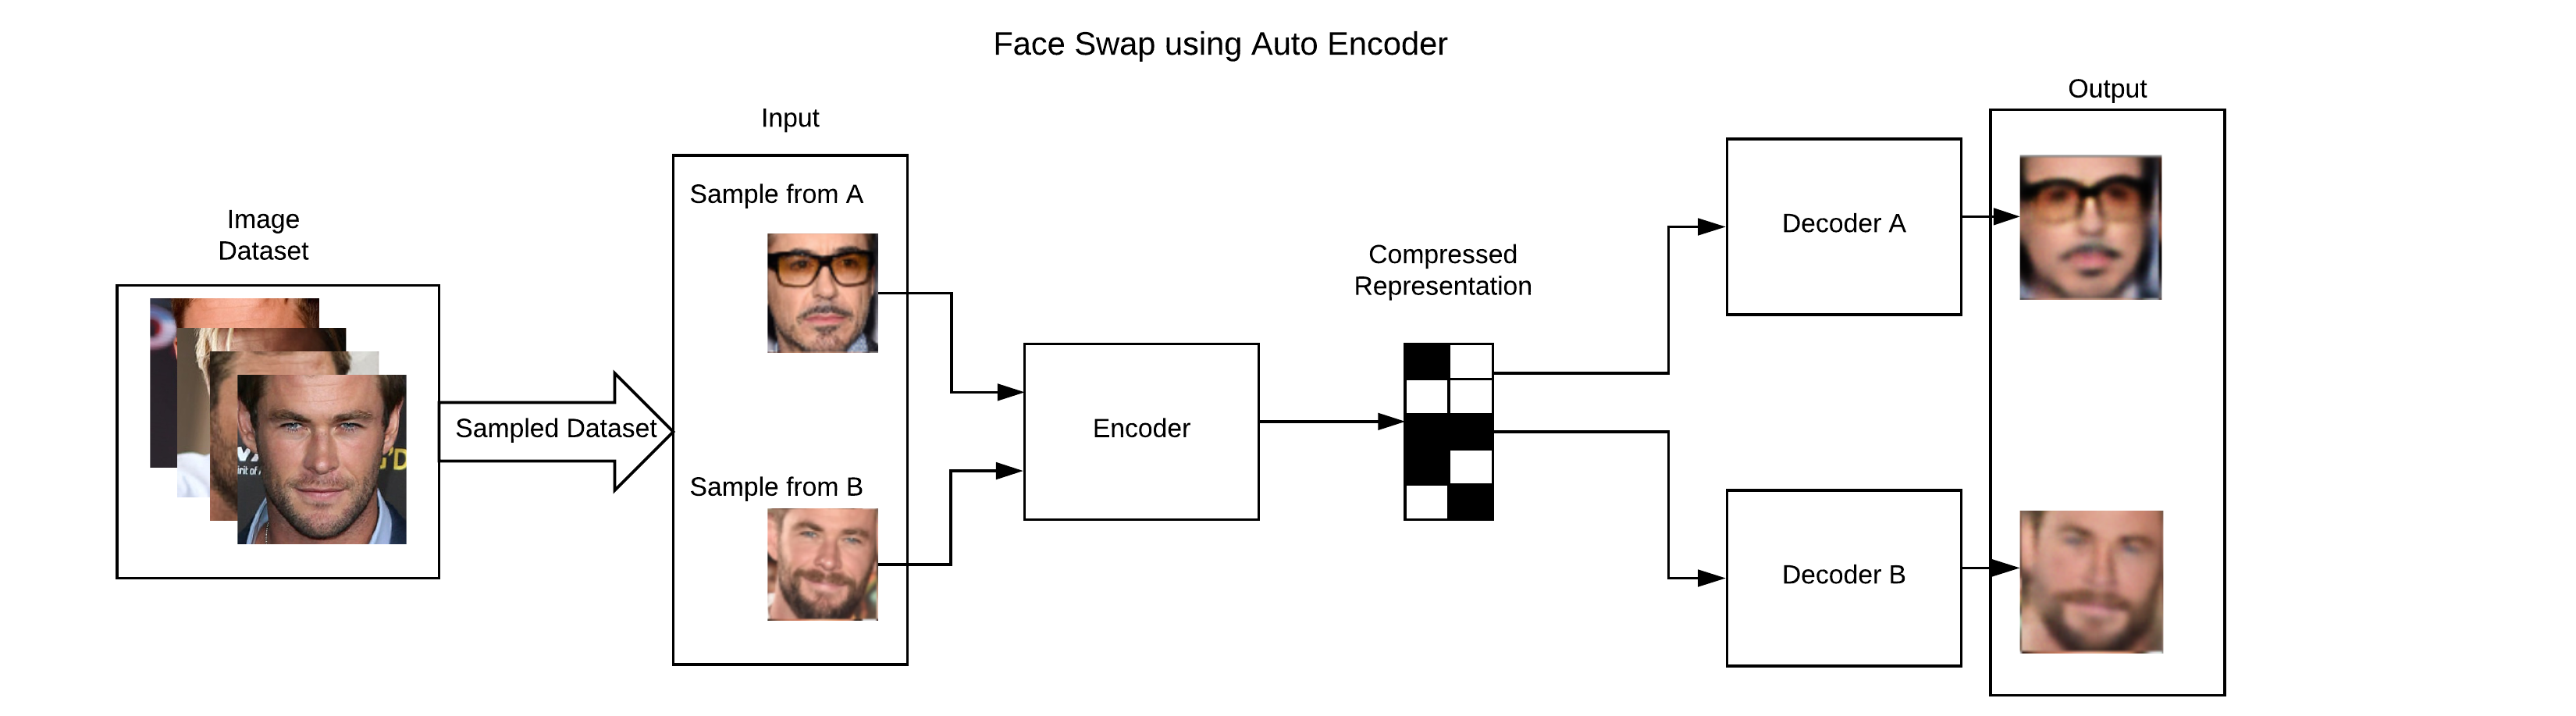 Face Swap using Auto Encoder
Image
Dataset
Sampled Dataset
Input
Sample from A
Sample from B
Encoder
Compressed
Representation
Decoder A
Decoder B
Output